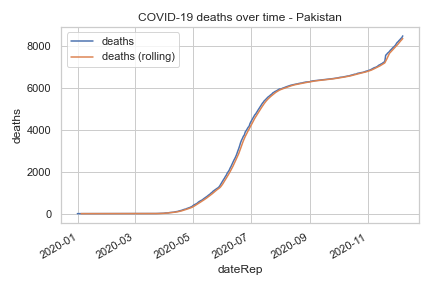 COVID-19 deaths over time - Pakistan
deaths
deaths (rolling)
8000
6000
4000
2000
0
deaths
2020-01
2020-03
2020-05
2020-07
2020-09
2020-11
dateRep